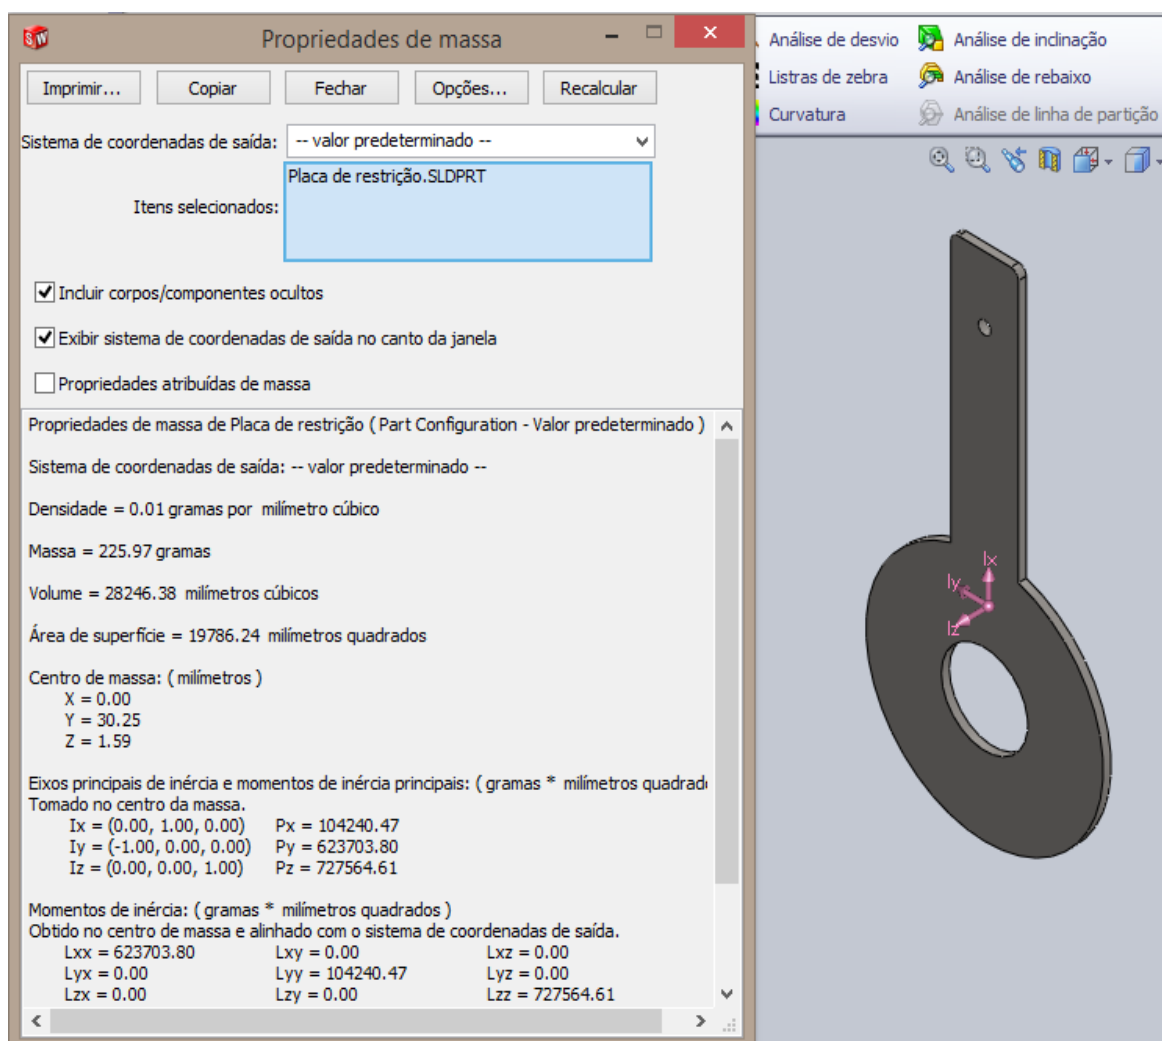 SW
Propriedades de massa
Imprimir... Copiar Fechar Opções... Recalcular
Sistema de coordenadas de saída: -- valor predeterminado --
Itens selecionados: Placa de restrição.SLDPRT
Incluir corpos/componentes ocultos
Exibir sistema de coordenadas de saída no canto da janela
Propriedades atribuídas de massa
Propriedades de massa de Placa de restrição ( Part Configuration - Valor predeterminado )
Sistema de coordenadas de saída: -- valor predeterminado --
Densidade = 0.01 gramas por milímetro cúbico
Massa = 225.97 gramas
Volume = 28246.38 milímetros cúbicos
Área de superfície = 19786.24 milímetros quadrados
Centro de massa: ( milímetros )
X = 0.00
Y = 30.25
Z = 1.59
Eixos principais de inércia e momentos de inércia principais: ( gramas * milímetros
Tomado no centro da massa.
Ix = (0.00, 1.00, 0.00) Px = 104240.47
Iy = (-1.00, 0.00, 0.00) Py = 623703.80
Iz = (0.00, 0.00, 1.00) Pz = 727564.61
Momentos de inércia: ( gramas * milímetros quadrados )
Obtido no centro de massa e alinhado com o sistema de coordenadas de saída.
Lxx = 623703.80 Lxy = 0.00 Lxz = 0.00
Lyx = 0.00 Lyy = 104240.47 Lyz = 0.00
Lzx = 0.00 Lzy = 0.00 Lzz = 727564.61
Análise de desvio Análise de inclinação
Listras de zebra Análise de rebaixo
Curvatura Análise de linha de partição
Ix
Iy
Iz